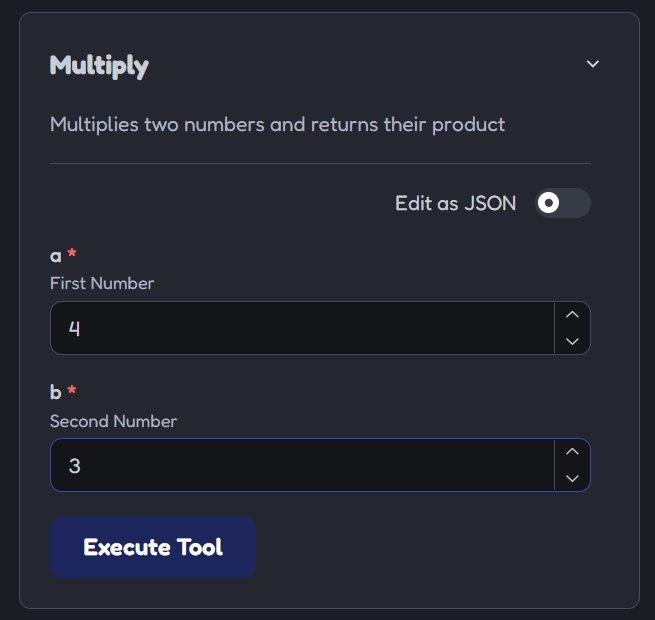 Multiply
Multiplies two numbers and returns their product
Edit as JSON
a *
First Number
4
b *
Second Number
3
Execute Tool